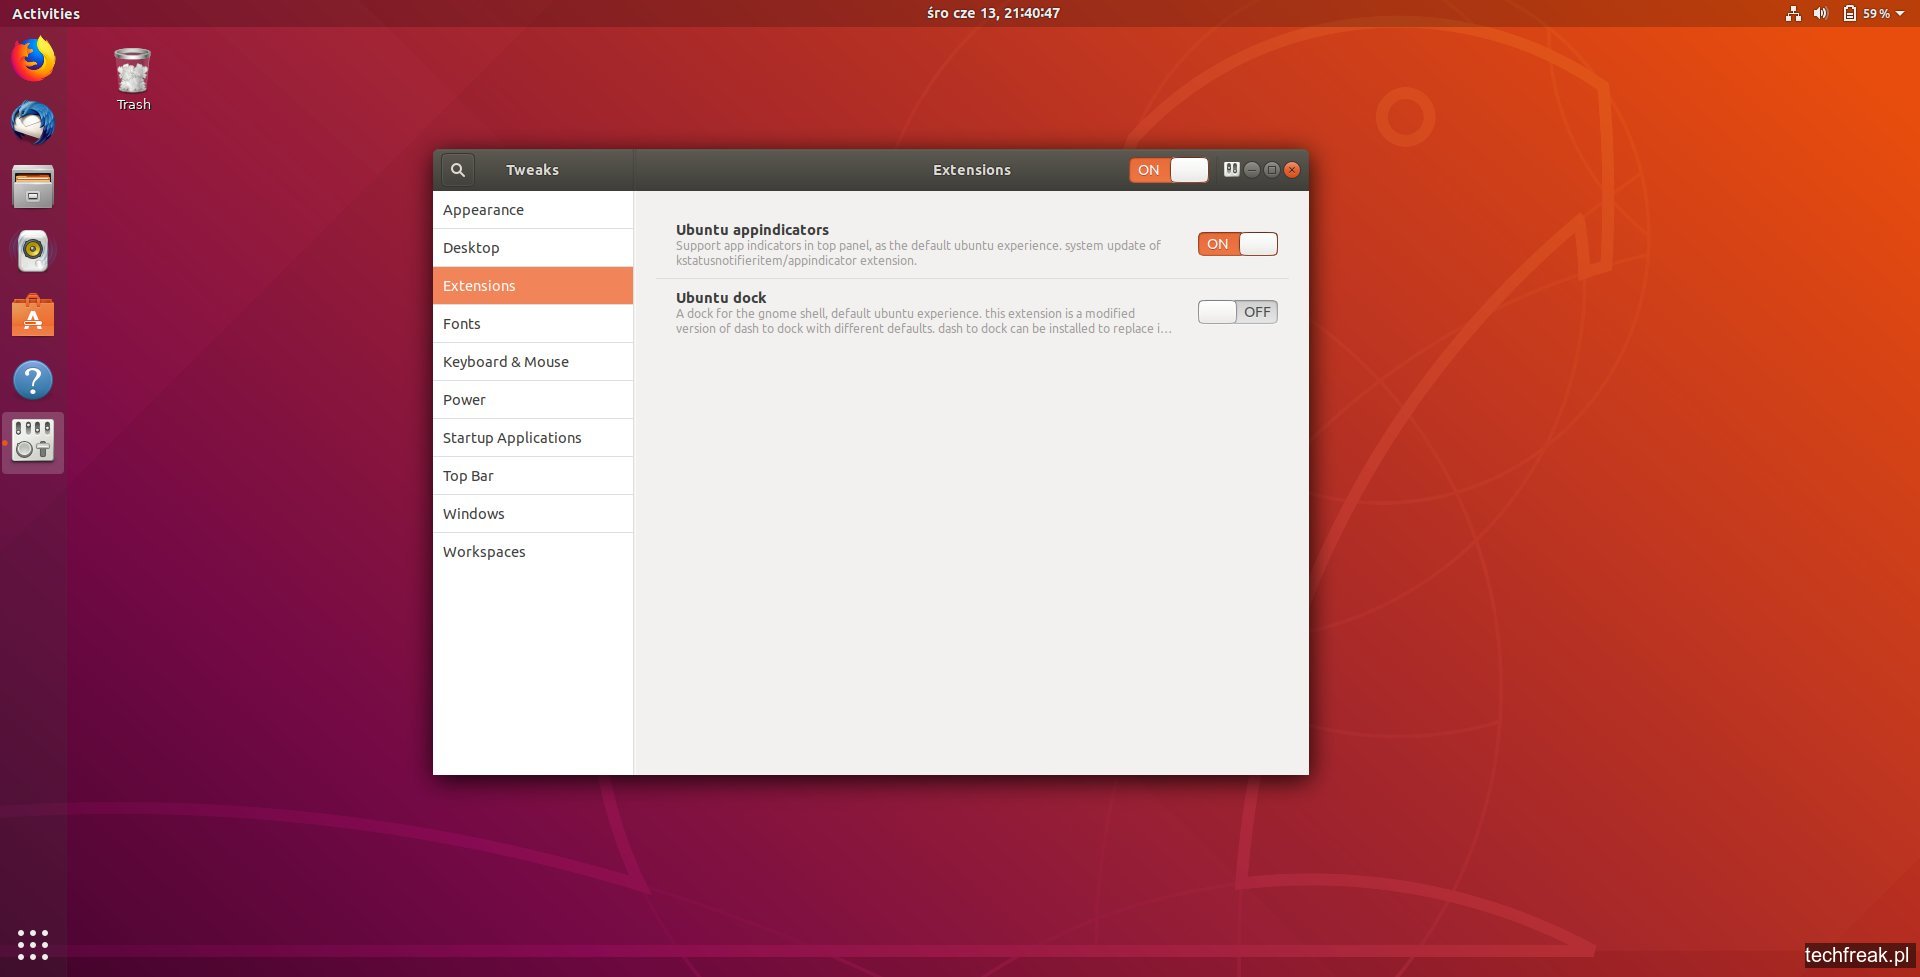 Activities
śro cze 13, 21:40:47
59 %
Trash
Tweaks
Extensions
ON
Appearance
Desktop
Extensions
Fonts
Keyboard & Mouse
Power
Startup Applications
Top Bar
Windows
Workspaces
Ubuntu appindicators
Support app indicators in top panel, as the default ubuntu experience. system update of
kstatusnotifieritem/appindicator extension.
ON
Ubuntu dock
A dock for the gnome shell, default ubuntu experience. this extension is a modified
version of dash to dock with different defaults. dash to dock can be installed to replace i…
OFF
techfreak.pl